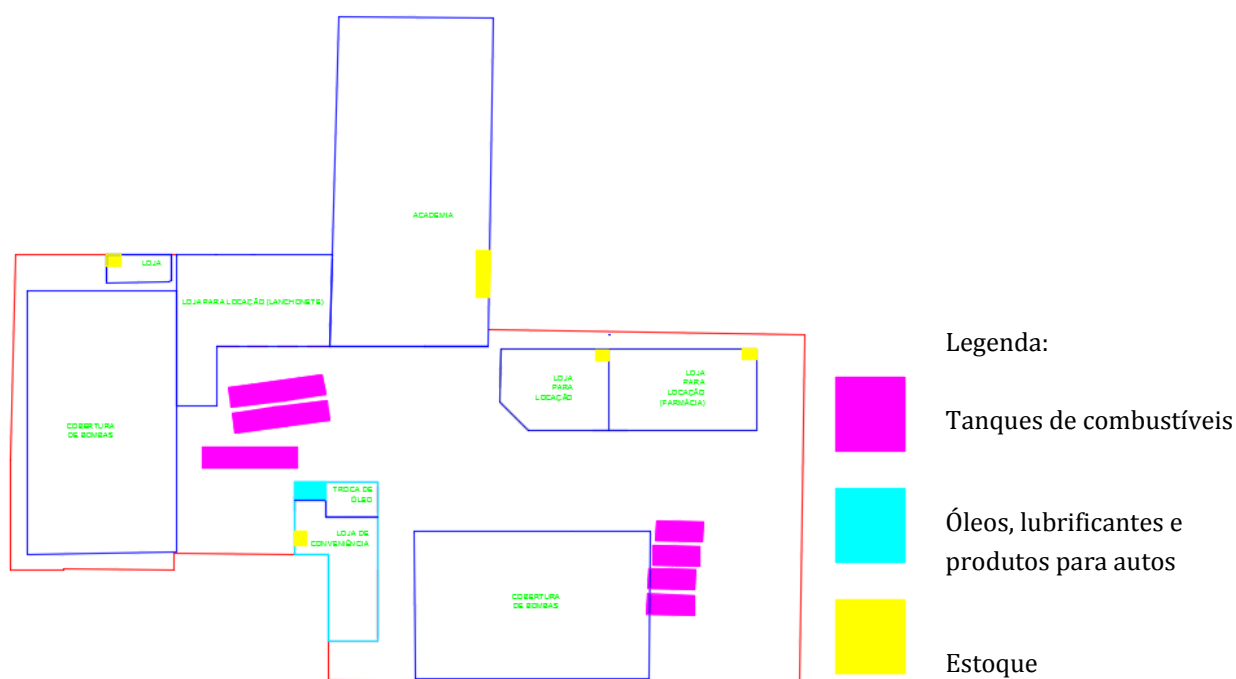 ACADEMIA
LOJA
LOJA PARA LOCAÇÃO (LANCHONETE)
LOJA
PARA
LOCAÇÃO
LOJA
PARA
LOCAÇÃO
(FARMÁCIA)
COBERTURA
DE BOMBAS
TROCA DE
ÓLEO
LOJA DE
CONVENIÊNCIA
COBERTURA
DE BOMBAS
Legenda:
Tanques de combustíveis
Óleos, lubrificantes e
produtos para autos
Estoque